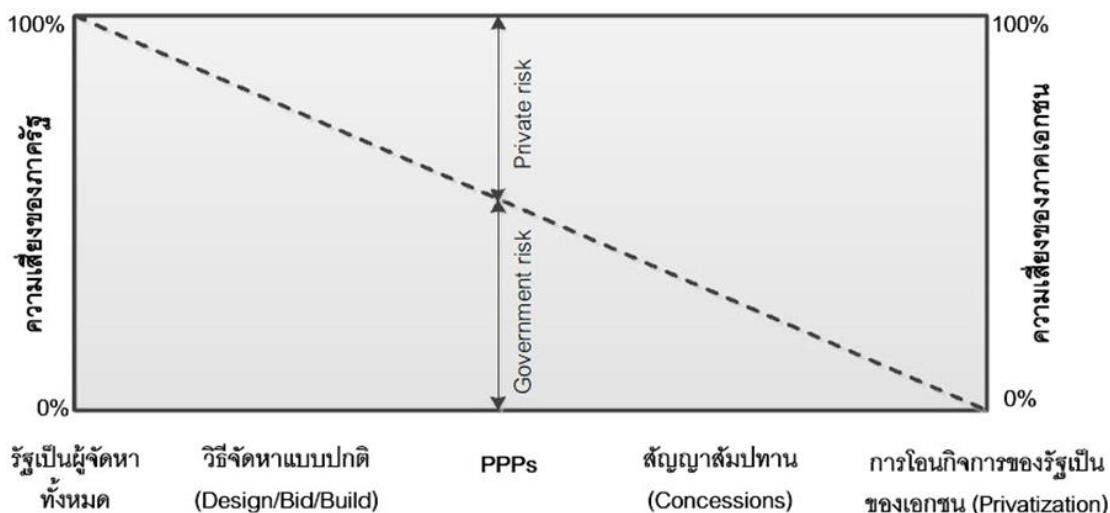 100%
100%
ความเสี่ยงของภาครัฐ
Private risk
Government risk
ความเสี่ยงของภาคเอกชน
0%
0%
รัฐเป็นผู้จัดหา
ทั้งหมด
วิธีจัดหาแบบปกติ
(Design/Bid/Build)
PPPs
สัญญาสัมปทาน
(Concessions)
การโอนกิจการของรัฐเป็น
ของเอกชน (Privatization)